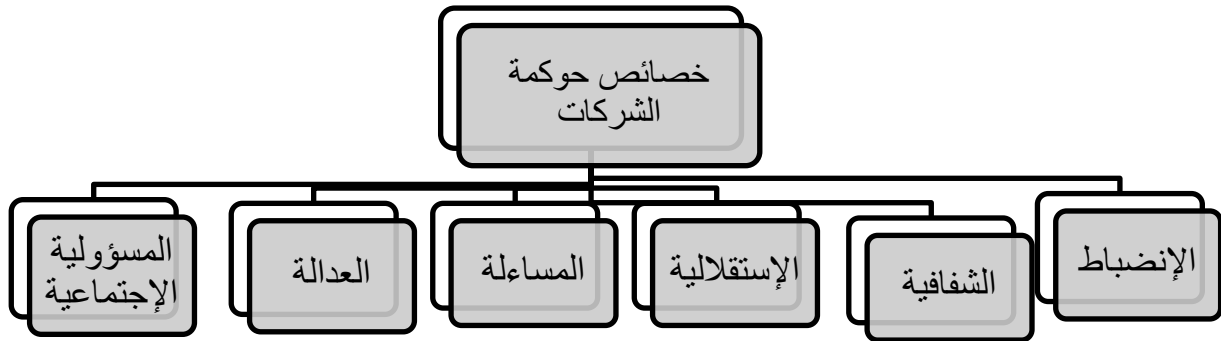 خصائص حوكمة
الشركات
الإنضباط
الشفافية
الإستقلالية
المساءلة
العدالة
المسؤولية
الإجتماعية